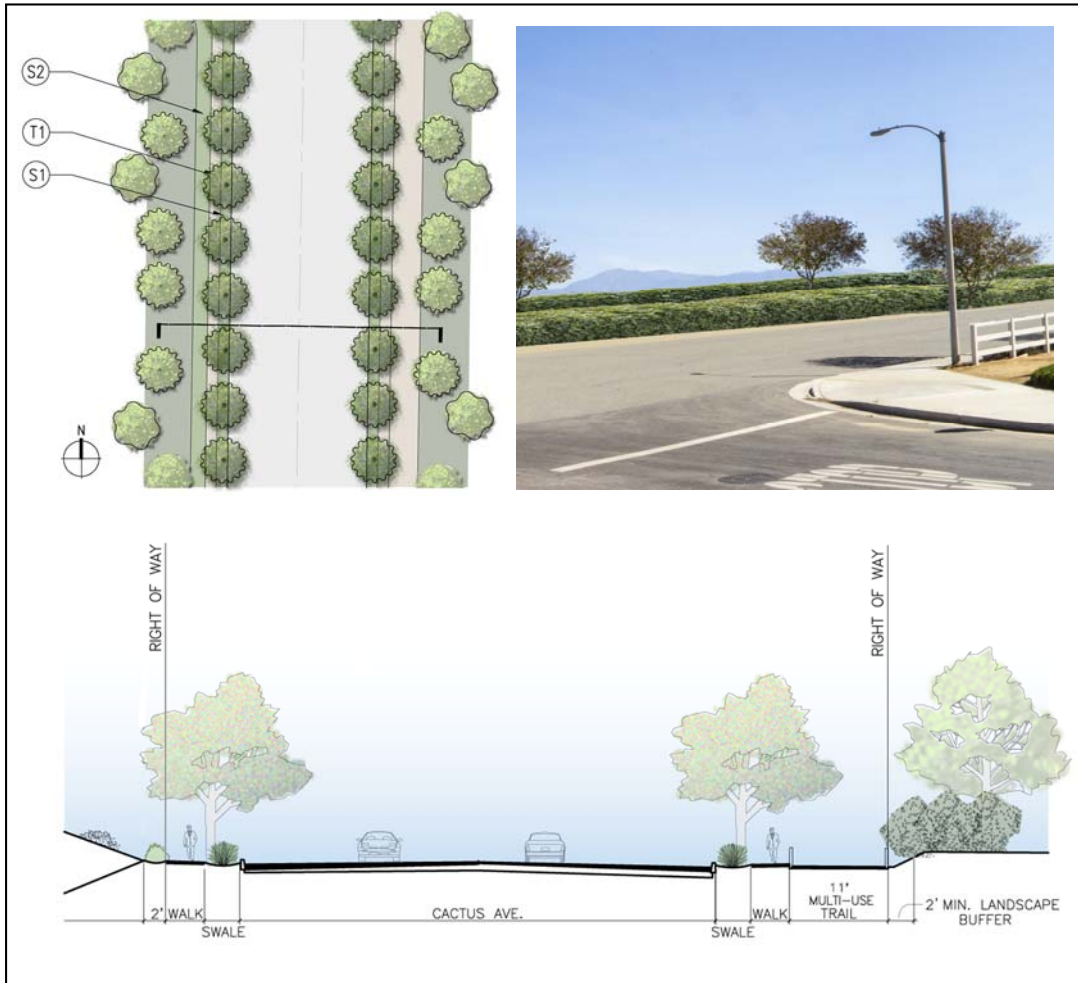 S2
T1
S1
N
RIGHT OF WAY
RIGHT OF WAY
2' WALK
SWALE
CACTUS AVE.
SWALE
WALK
11'
MULTI-USE
TRAIL
2' MIN. LANDSCAPE
BUFFER